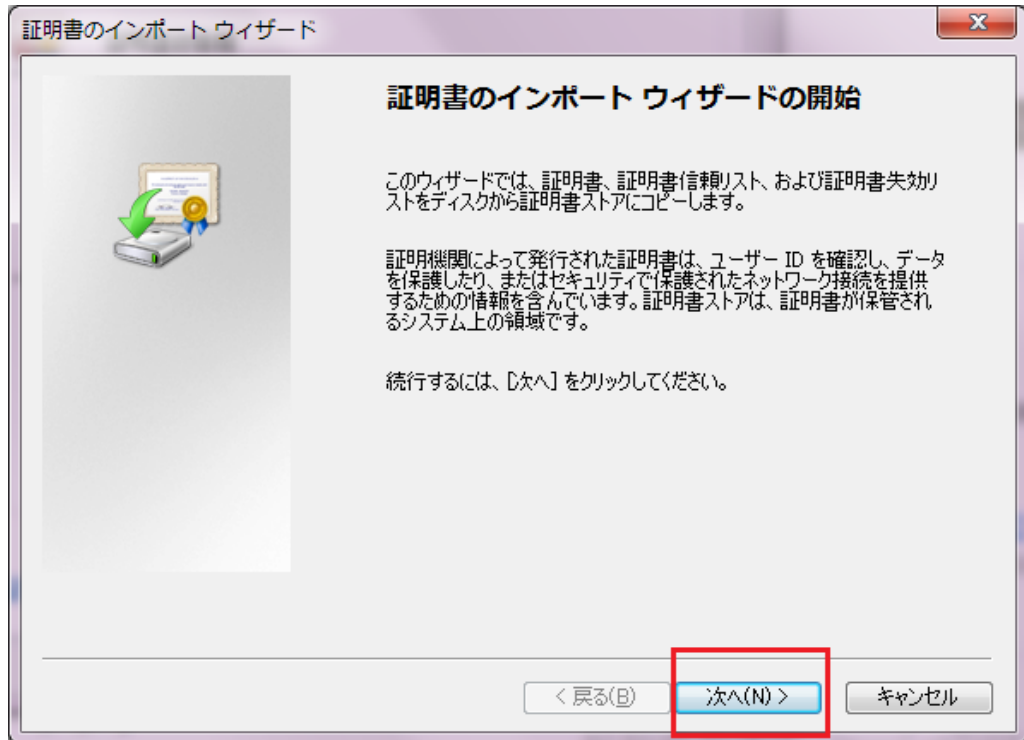 証明書のインポート ウィザード
証明書のインポート ウィザードの開始
このウィザードでは、証明書、証明書信頼リスト、および証明書失効リ
ストをディスクから証明書ストアにコピーします。
証明機関によって発行された証明書は、ユーザー ID を確認し、データ
を保護したり、またはセキュリティで保護されたネットワーク接続を提供
するための情報を含んでいます。証明書ストアは、証明書が保管され
るシステム上の領域です。
続行するには、[次へ] をクリックしてください。
< 戻る(B)
次へ(N) >
キャンセル